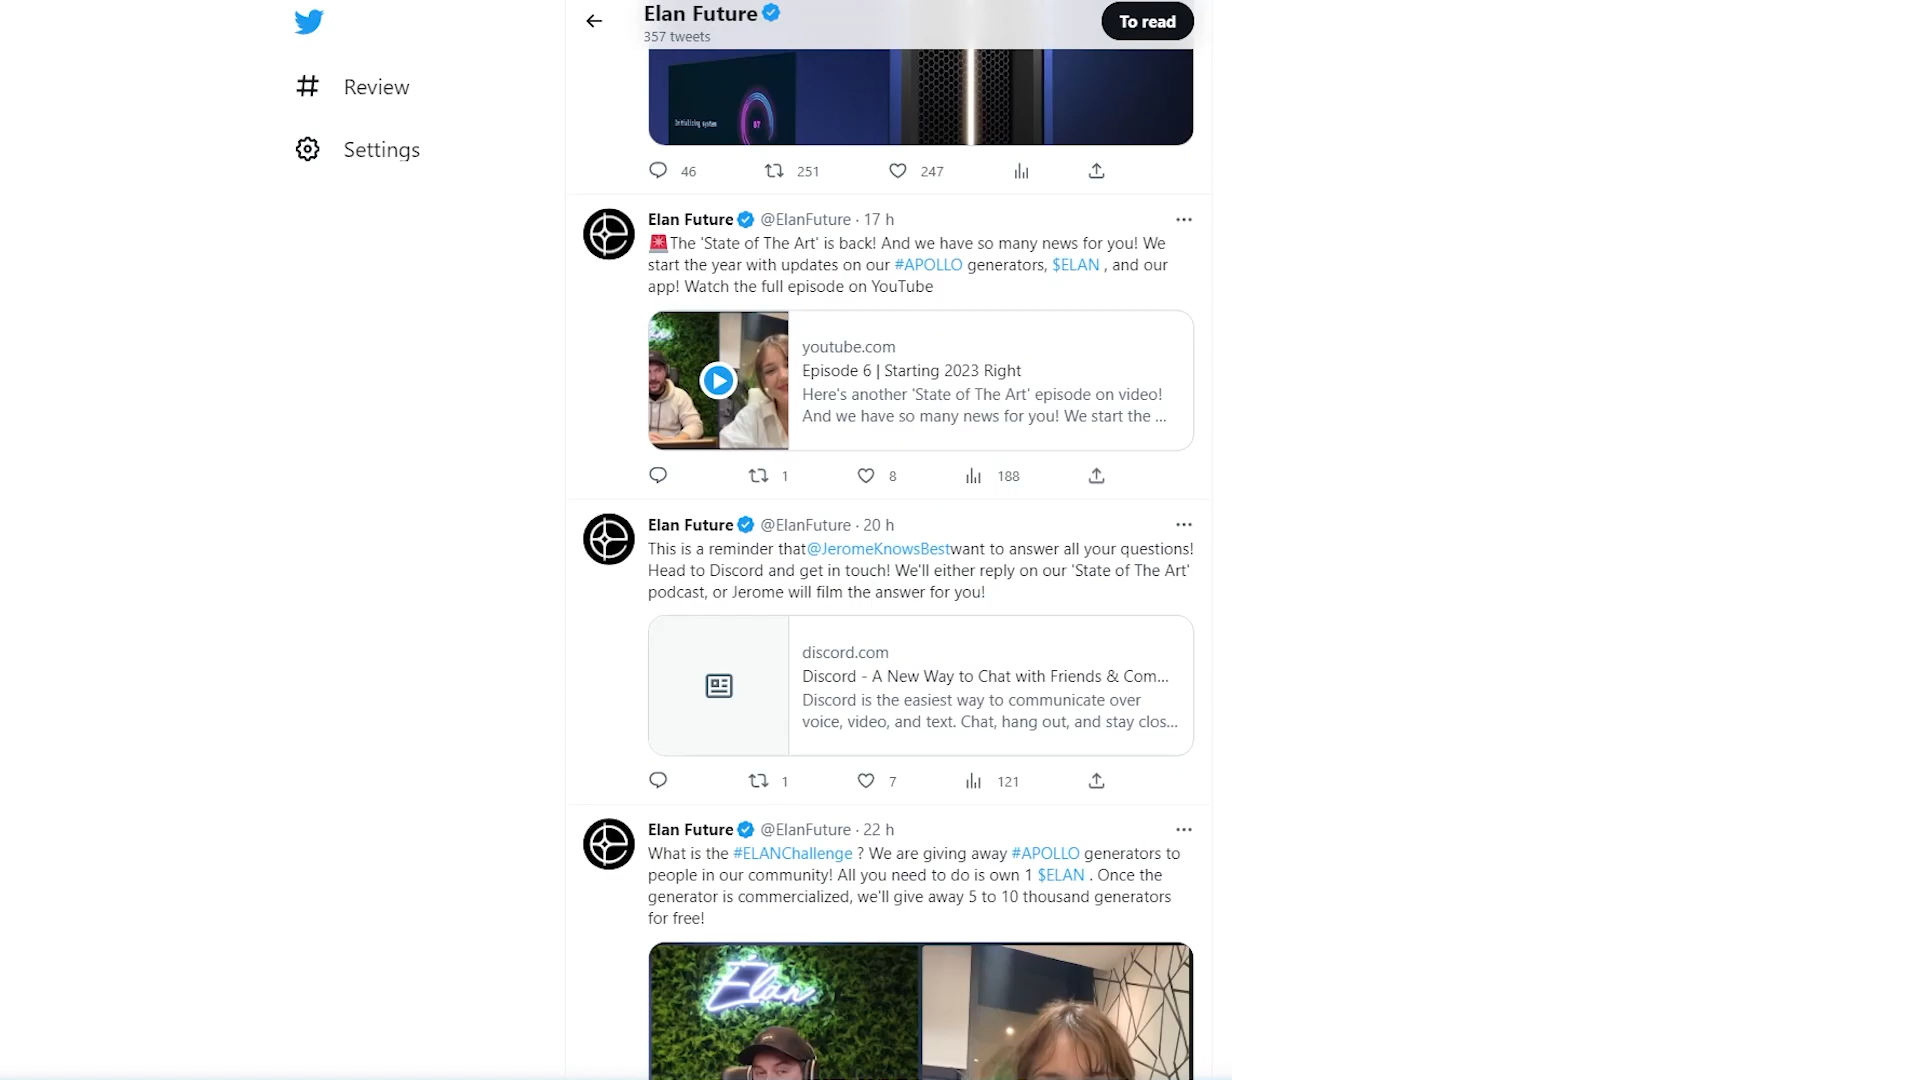 Review
Settings
Elan Future
357 tweets
To read
Initializing system
87
46
251
247
Elan Future @ElanFuture · 17 h
The 'State of The Art' is back! And we have so many news for you! We
start the year with updates on our #APOLLO generators, $ELAN , and our
app! Watch the full episode on YouTube
youtube.com
Episode 6 | Starting 2023 Right
Here's another 'State of The Art' episode on video!
And we have so many news for you! We start the ...
1
8
188
Elan Future @ElanFuture · 20 h
This is a reminder that@JeromeKnowsBestwant to answer all your questions!
Head to Discord and get in touch! We'll either reply on our 'State of The Art'
podcast, or Jerome will film the answer for you!
discord.com
Discord - A New Way to Chat with Friends & Com...
Discord is the easiest way to communicate over
voice, video, and text. Chat, hang out, and stay clos...
1
7
121
Elan Future @ElanFuture · 22 h
What is the #ELANChallenge ? We are giving away #APOLLO generators to
people in our community! All you need to do is own 1 $ELAN . Once the
generator is commercialized, we'll give away 5 to 10 thousand generators
for free!
Élan